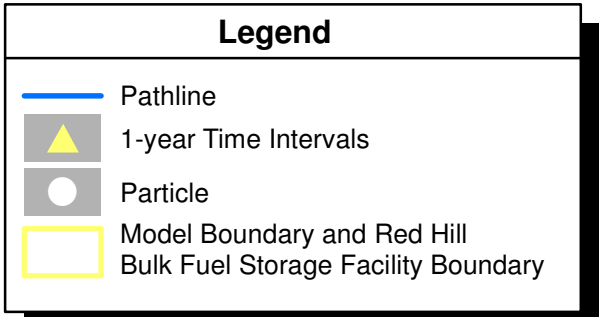 Legend
Pathline
1-year Time Intervals
Particle
Model Boundary and Red Hill
Bulk Fuel Storage Facility Boundary